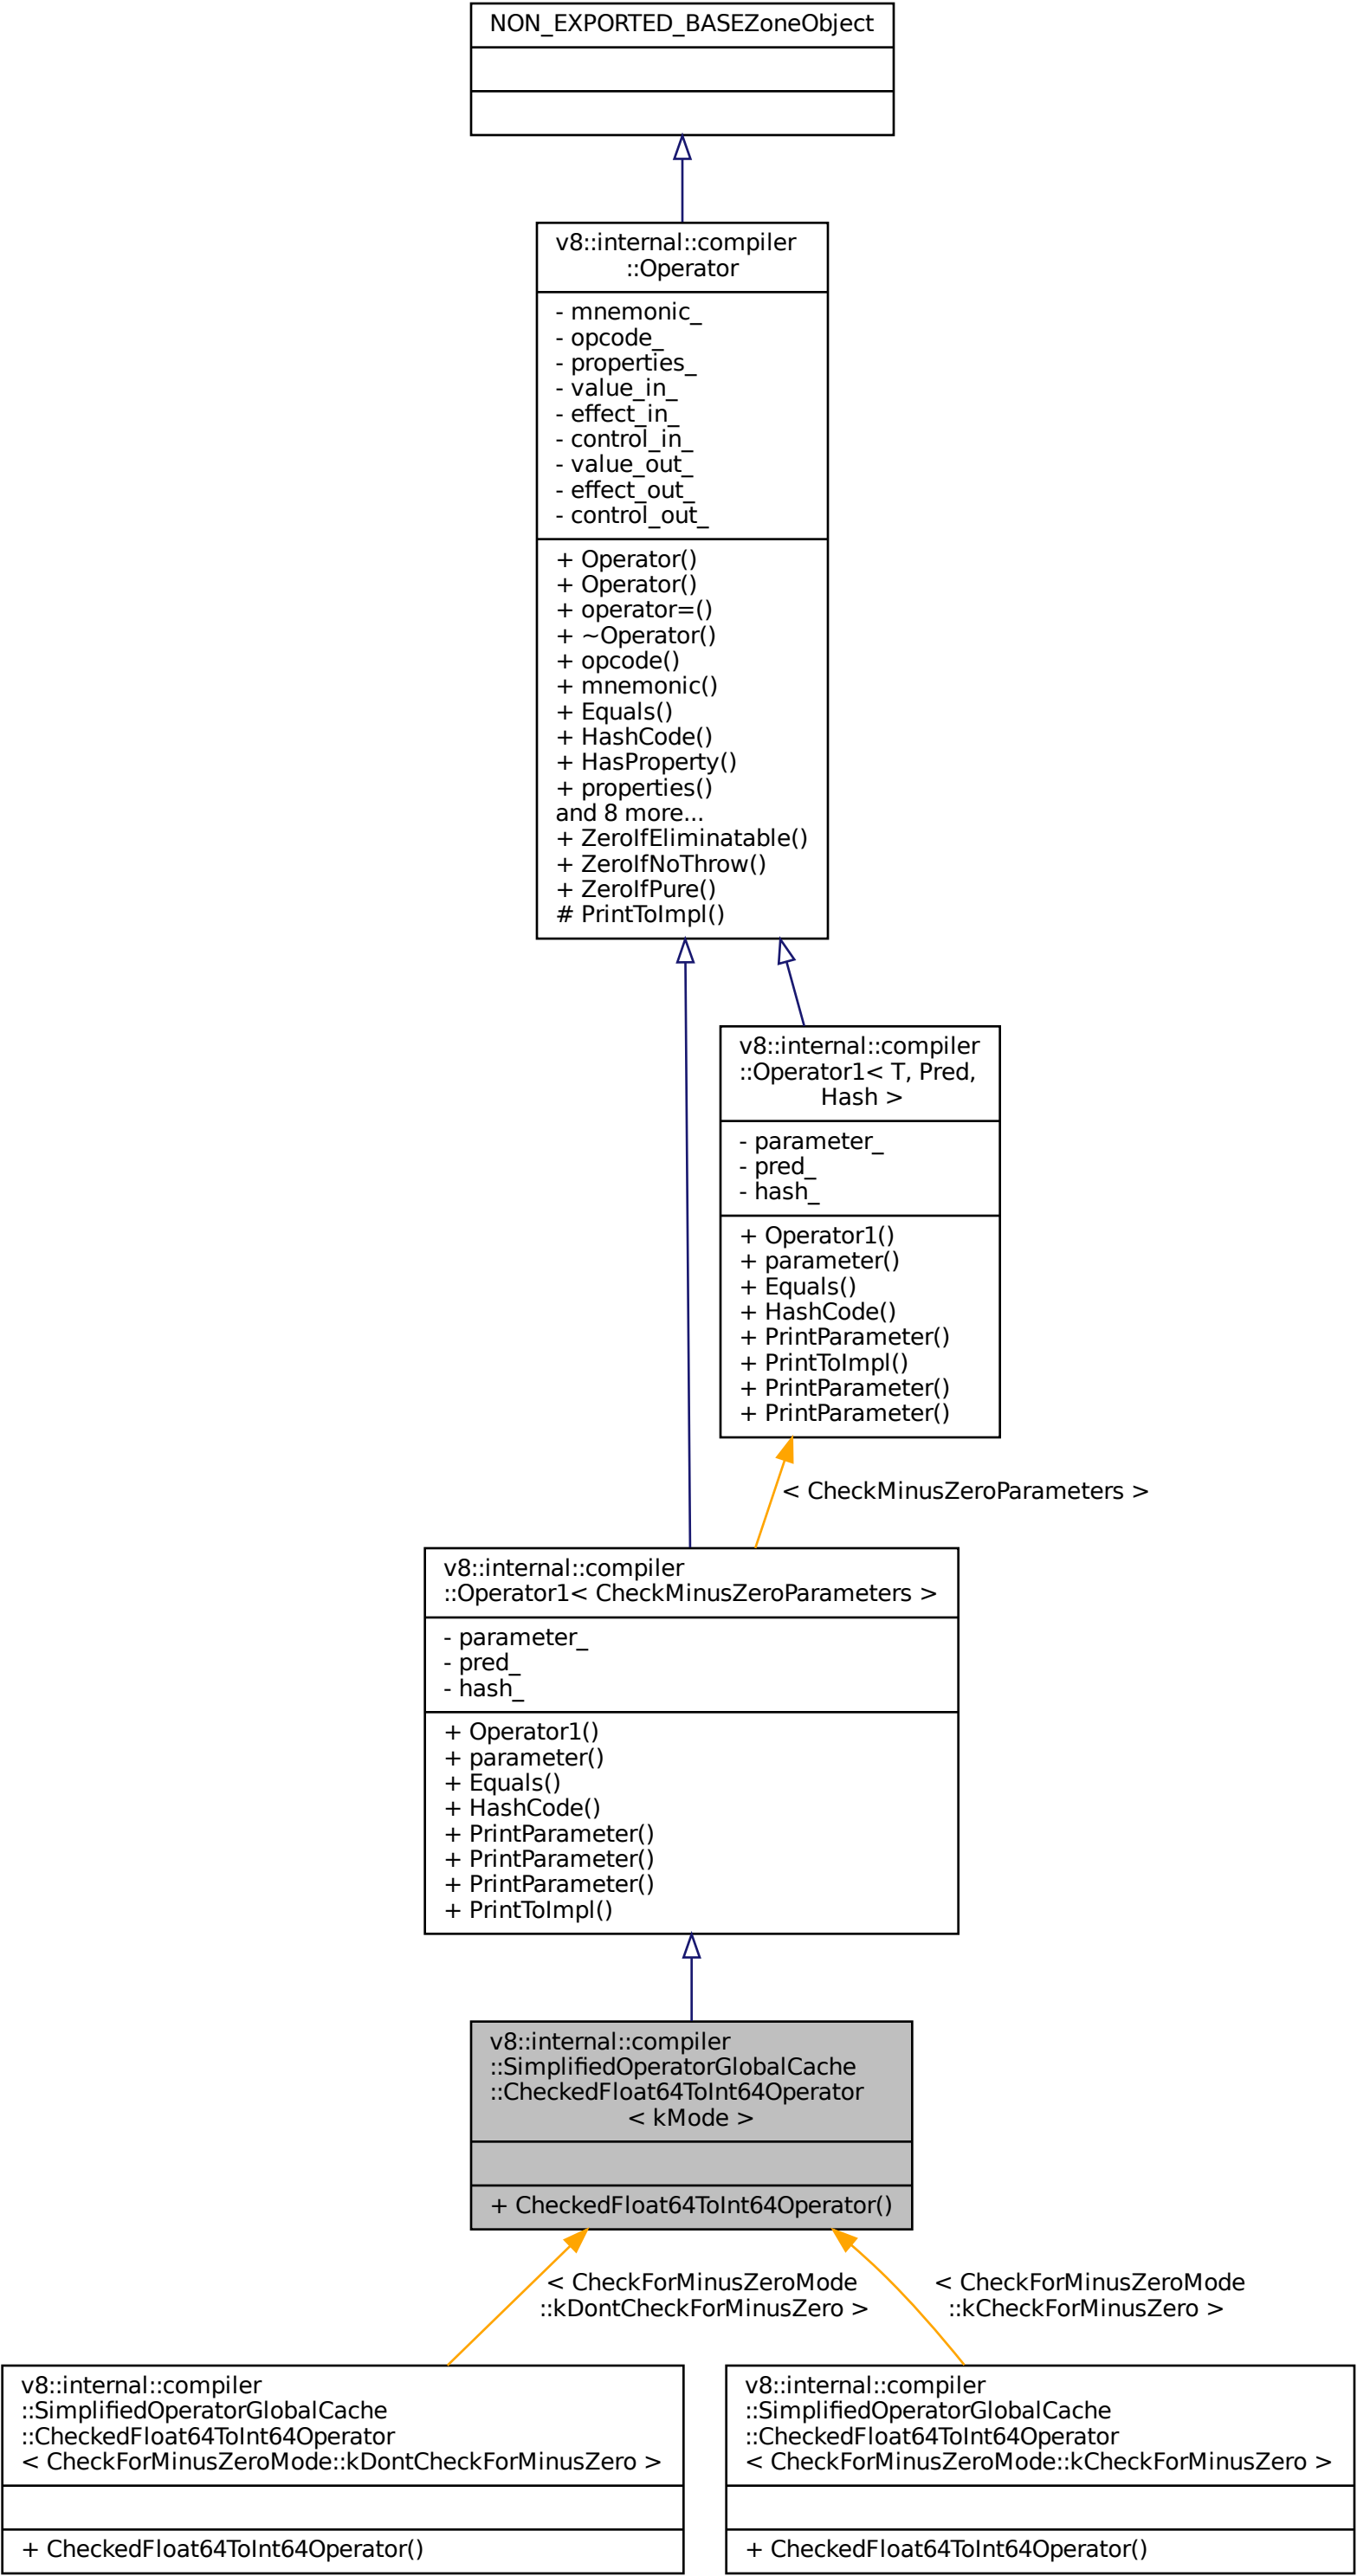 NON_EXPORTED_BASEZoneObject
v8::internal::compiler
::Operator
- mnemonic_
- opcode_
- properties_
- value_in_
- effect_in_
- control_in_
- value_out_
- effect_out_
- control_out_
+ Operator()
+ Operator()
+ operator=()
+ ~Operator()
+ opcode()
+ mnemonic()
+ Equals()
+ HashCode()
+ HasProperty()
+ properties()
and 8 more...
+ ZeroIfEliminatable()
+ ZeroIfNoThrow()
+ ZeroIfPure()
# PrintToImpl()
v8::internal::compiler
::Operator1< T, Pred,
Hash >
- parameter_
- pred_
- hash_
+ Operator1()
+ parameter()
+ Equals()
+ HashCode()
+ PrintParameter()
+ PrintToImpl()
+ PrintParameter()
+ PrintParameter()
< CheckMinusZeroParameters >
v8::internal::compiler
::Operator1< CheckMinusZeroParameters >
- parameter_
- pred_
- hash_
+ Operator1()
+ parameter()
+ Equals()
+ HashCode()
+ PrintParameter()
+ PrintParameter()
+ PrintParameter()
+ PrintToImpl()
v8::internal::compiler
::SimplifiedOperatorGlobalCache
::CheckedFloat64ToInt64Operator
< kMode >
+ CheckedFloat64ToInt64Operator()
< CheckForMinusZeroMode
::kDontCheckForMinusZero >
< CheckForMinusZeroMode
::kCheckForMinusZero >
v8::internal::compiler
::SimplifiedOperatorGlobalCache
::CheckedFloat64ToInt64Operator
< CheckForMinusZeroMode::kDontCheckForMinusZero >
+ CheckedFloat64ToInt64Operator()
v8::internal::compiler
::SimplifiedOperatorGlobalCache
::CheckedFloat64ToInt64Operator
< CheckForMinusZeroMode::kCheckForMinusZero >
+ CheckedFloat64ToInt64Operator()